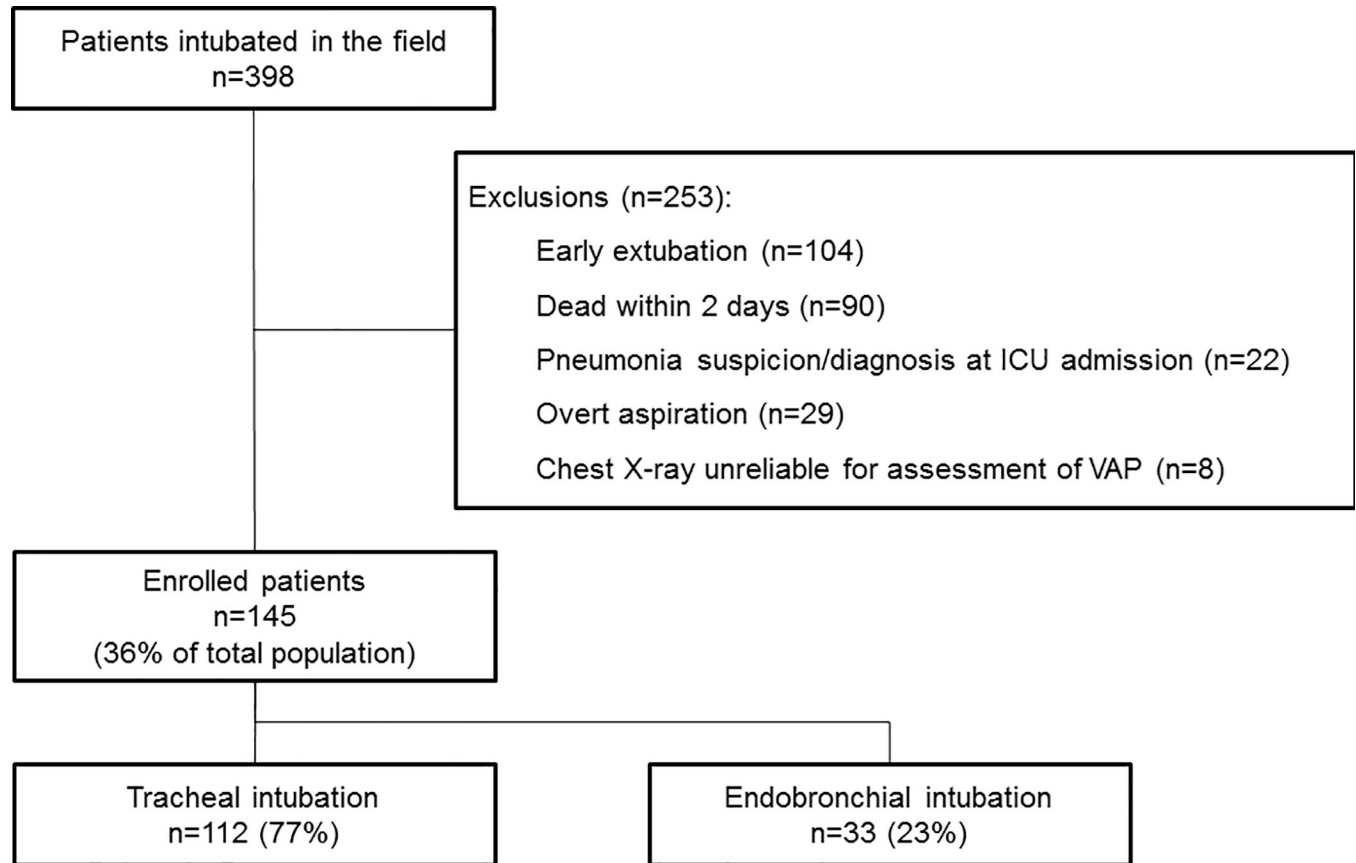 Patients intubated in the field
n=398
Exclusions (n=253):
Early extubation (n=104)
Dead within 2 days (n=90)
Pneumonia suspicion/diagnosis at ICU admission (n=22)
Overt aspiration (n=29)
Chest X-ray unreliable for assessment of VAP (n=8)
Enrolled patients
n=145
(36% of total population)
Tracheal intubation
n=112 (77%)
Endobronchial intubation
n=33 (23%)